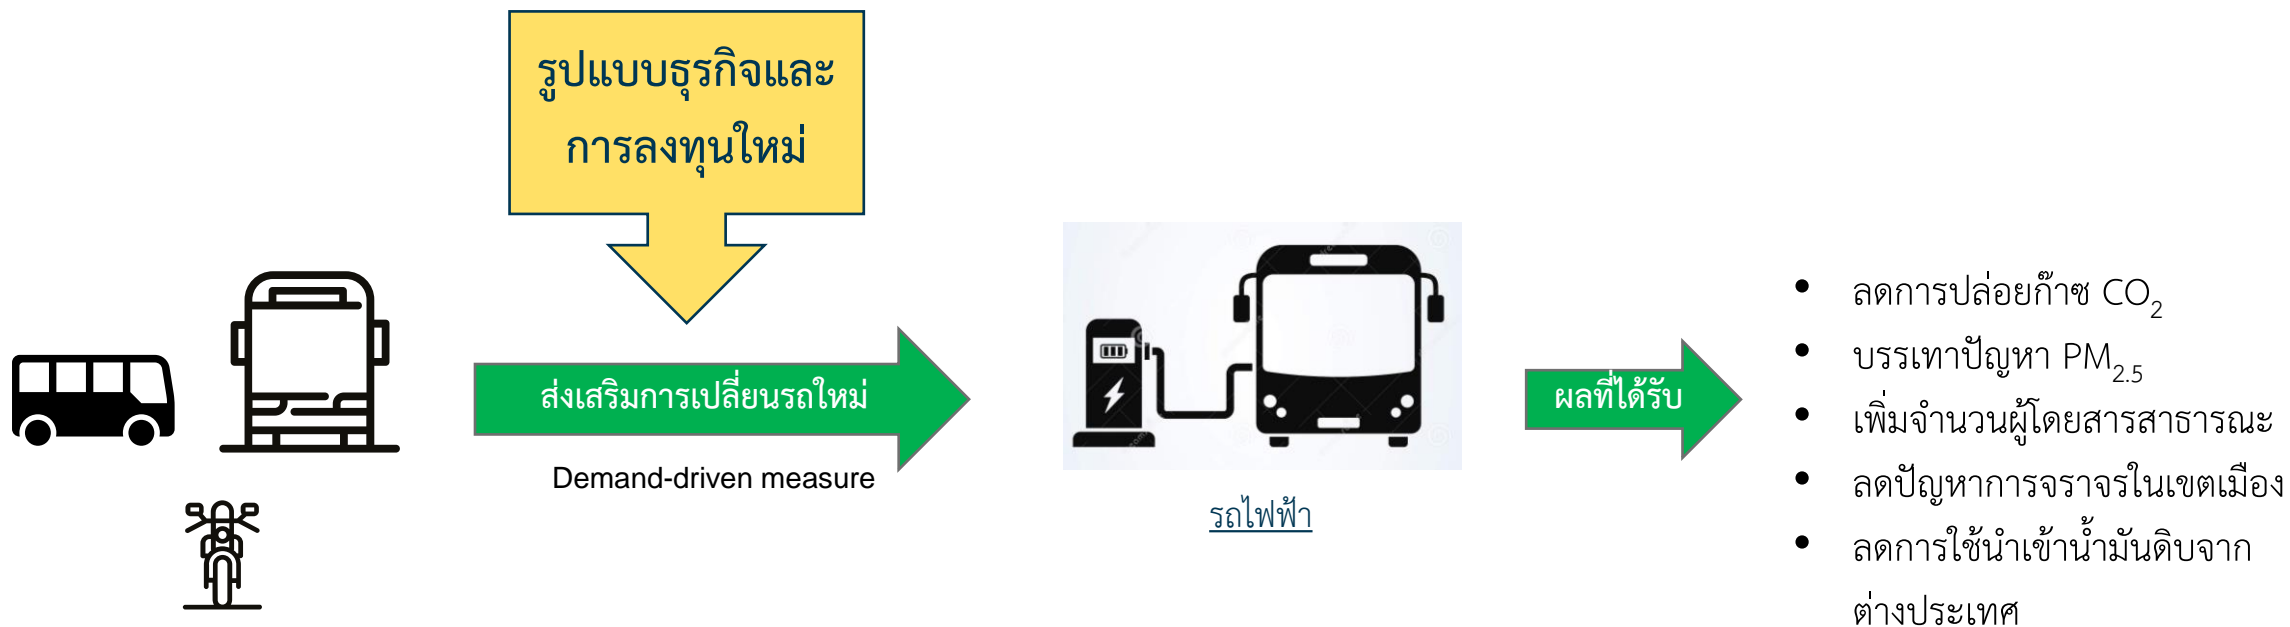 รูปแบบธุรกิจและ
การลงทุนใหม่
ส่งเสริมการเปลี่ยนรถใหม่
Demand-driven measure
รถไฟฟ้า
ผลที่ได้รับ
• ลดการปล่อยก๊าซ CO₂
• บรรเทาปัญหา PM₂.₅
• เพิ่มจำนวนผู้โดยสารสาธารณะ
• ลดปัญหาการจราจรในเขตเมือง
• ลดการใช้นำเข้าน้ำมันดิบจาก
ต่างประเทศ